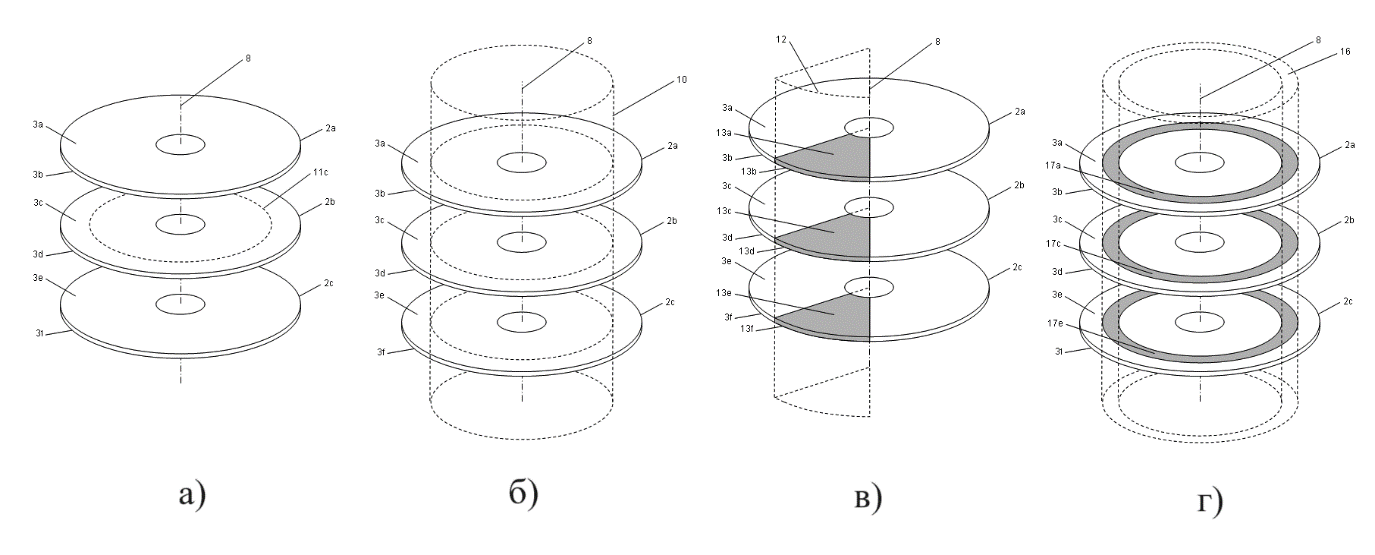 8
3a
2a
3b
11c
3c
2b
3d
3e
2c
3f
а)
8
10
3a
2a
3b
3c
2b
3d
3e
2c
3f
б)
12
8
3a
2a
13a
3b
13b
3c
2b
13c
3d
13d
3e
2c
13e
3f
13f
в)
8
16
3a
2a
17a
3b
3c
2b
17c
3d
3e
2c
17e
3f
г)